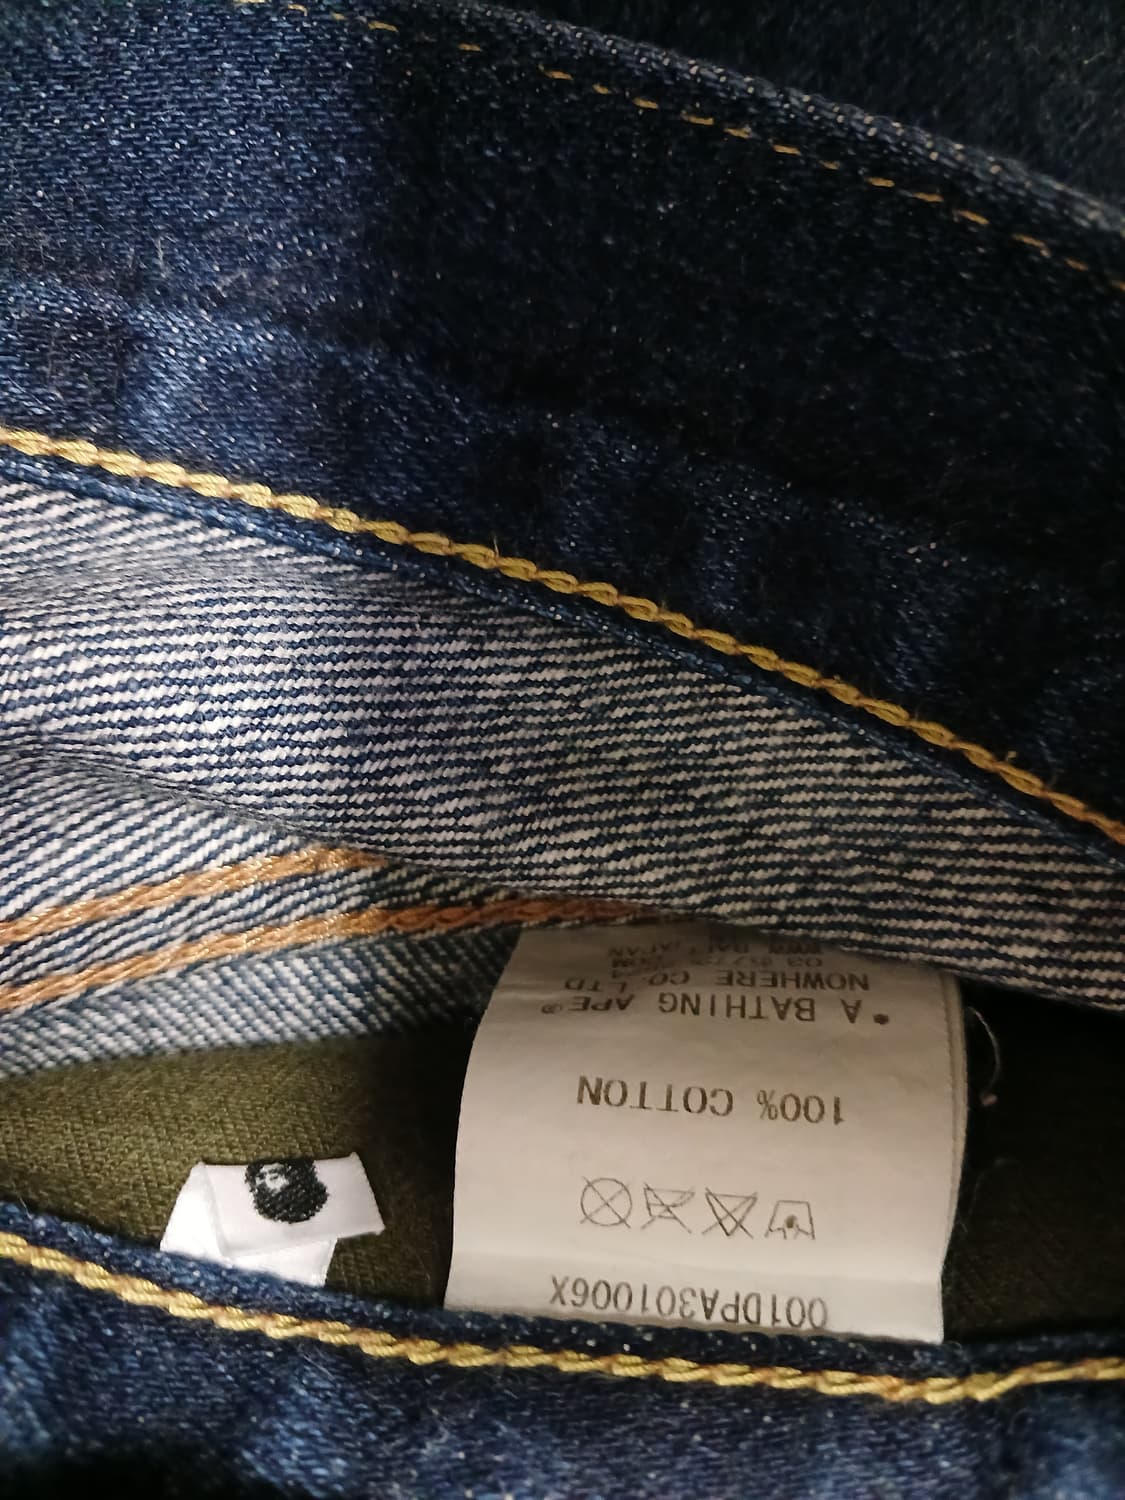 * A BATHING APE®
NOWHERE CO. LTD
100% COTTON
001DPA301006X